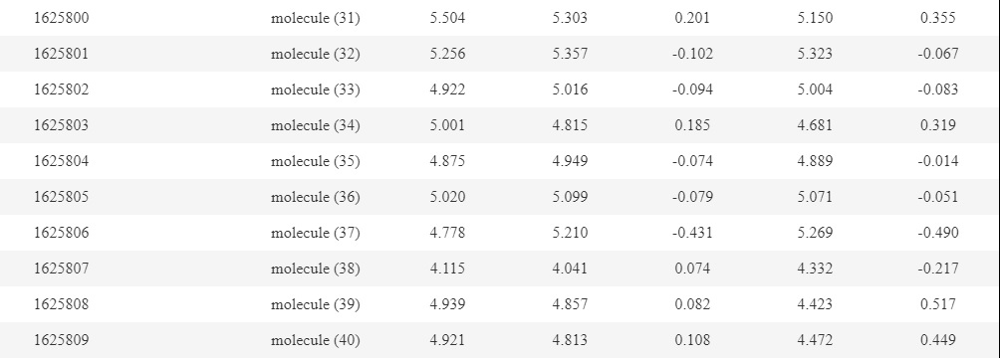 1625800 molecule (31) 5.504 5.303 0.201 5.150 0.355
1625801 molecule (32) 5.256 5.357 -0.102 5.323 -0.067
1625802 molecule (33) 4.922 5.016 -0.094 5.004 -0.083
1625803 molecule (34) 5.001 4.815 0.185 4.681 0.319
1625804 molecule (35) 4.875 4.949 -0.074 4.889 -0.014
1625805 molecule (36) 5.020 5.099 -0.079 5.071 -0.051
1625806 molecule (37) 4.778 5.210 -0.431 5.269 -0.490
1625807 molecule (38) 4.115 4.041 0.074 4.332 -0.217
1625808 molecule (39) 4.939 4.857 0.082 4.423 0.517
1625809 molecule (40) 4.921 4.813 0.108 4.472 0.449